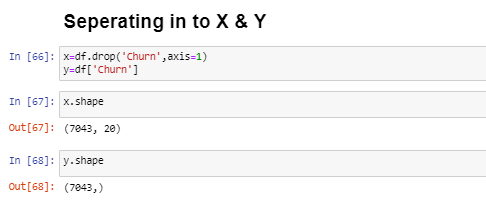 Seperating in to X & Y
In [66]: x=df.drop('Churn',axis=1)
y=df['Churn']
In [67]: x.shape
Out[67]: (7043, 20)
In [68]: y.shape
Out[68]: (7043,)